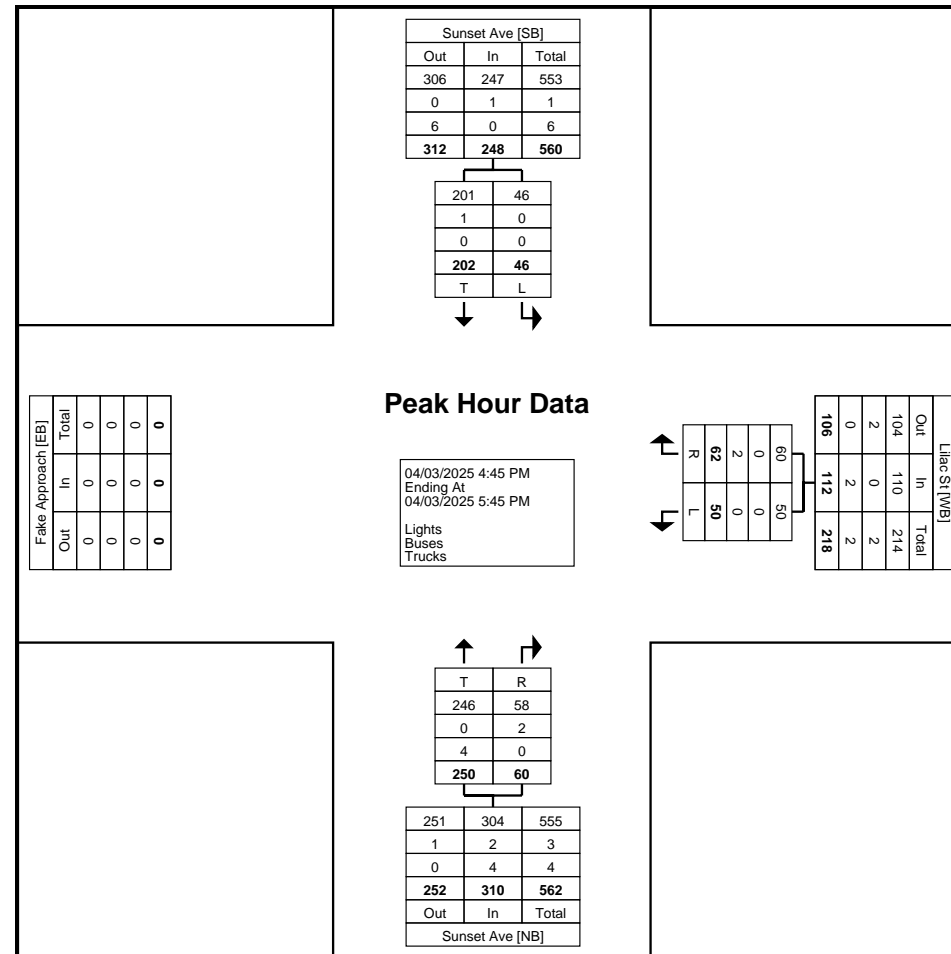 Sunset Ave [SB]
Out In Total
306 247 553
0 1 1
6 0 6
312 248 560
201 46
1 0
0 0
202 46
T L
Peak Hour Data
04/03/2025 4:45 PM
Ending At
04/03/2025 5:45 PM
Lights
Buses
Trucks
Fake Approach [EB]
Total 0 0 0 0
In 0 0 0 0
Out 0 0 0 0
R 62 2 0 60
L 50 0 0 50
Lilac St [WB]
Out In Total
104 110 214
2 0 2
0 2 2
106 112 218
T R
246 58
0 2
4 0
250 60
251 304 555
1 2 3
0 4 4
252 310 562
Out In Total
Sunset Ave [NB]